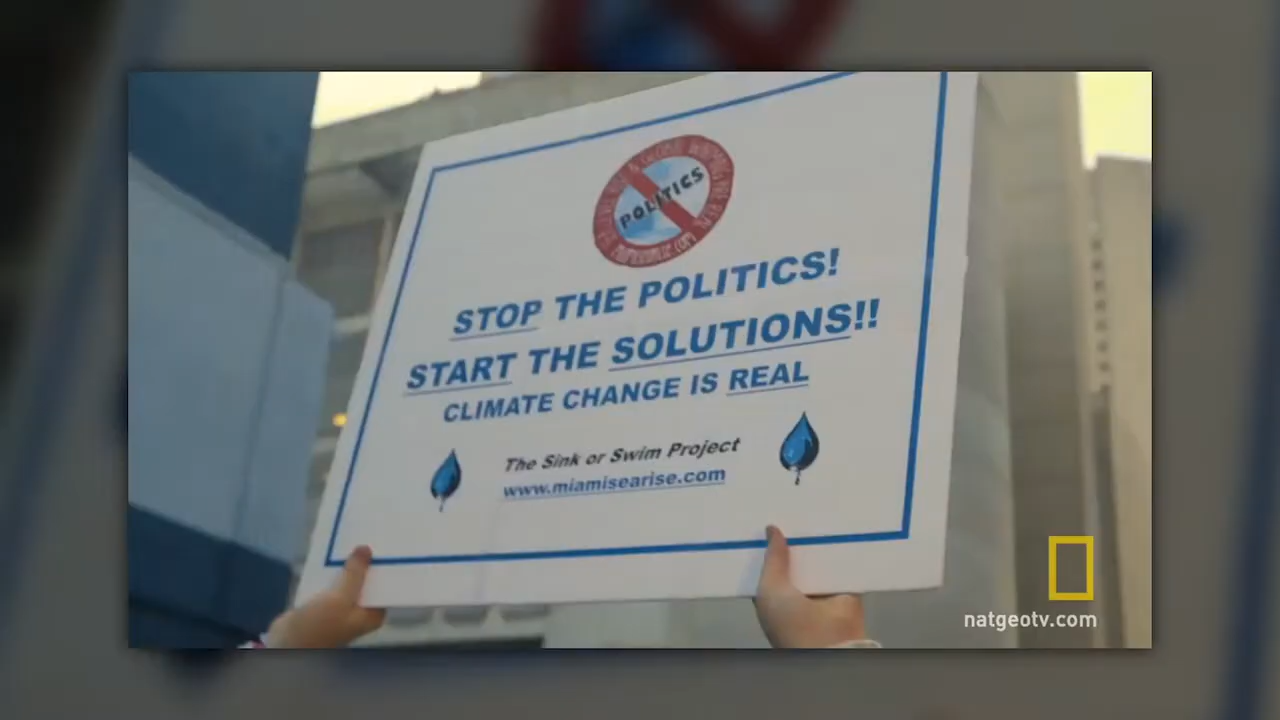 POLITICS
STOP THE POLITICS!
START THE SOLUTIONS!!
CLIMATE CHANGE IS REAL
The Sink or Swim Project
www.miamisearise.com
natgeotv.com